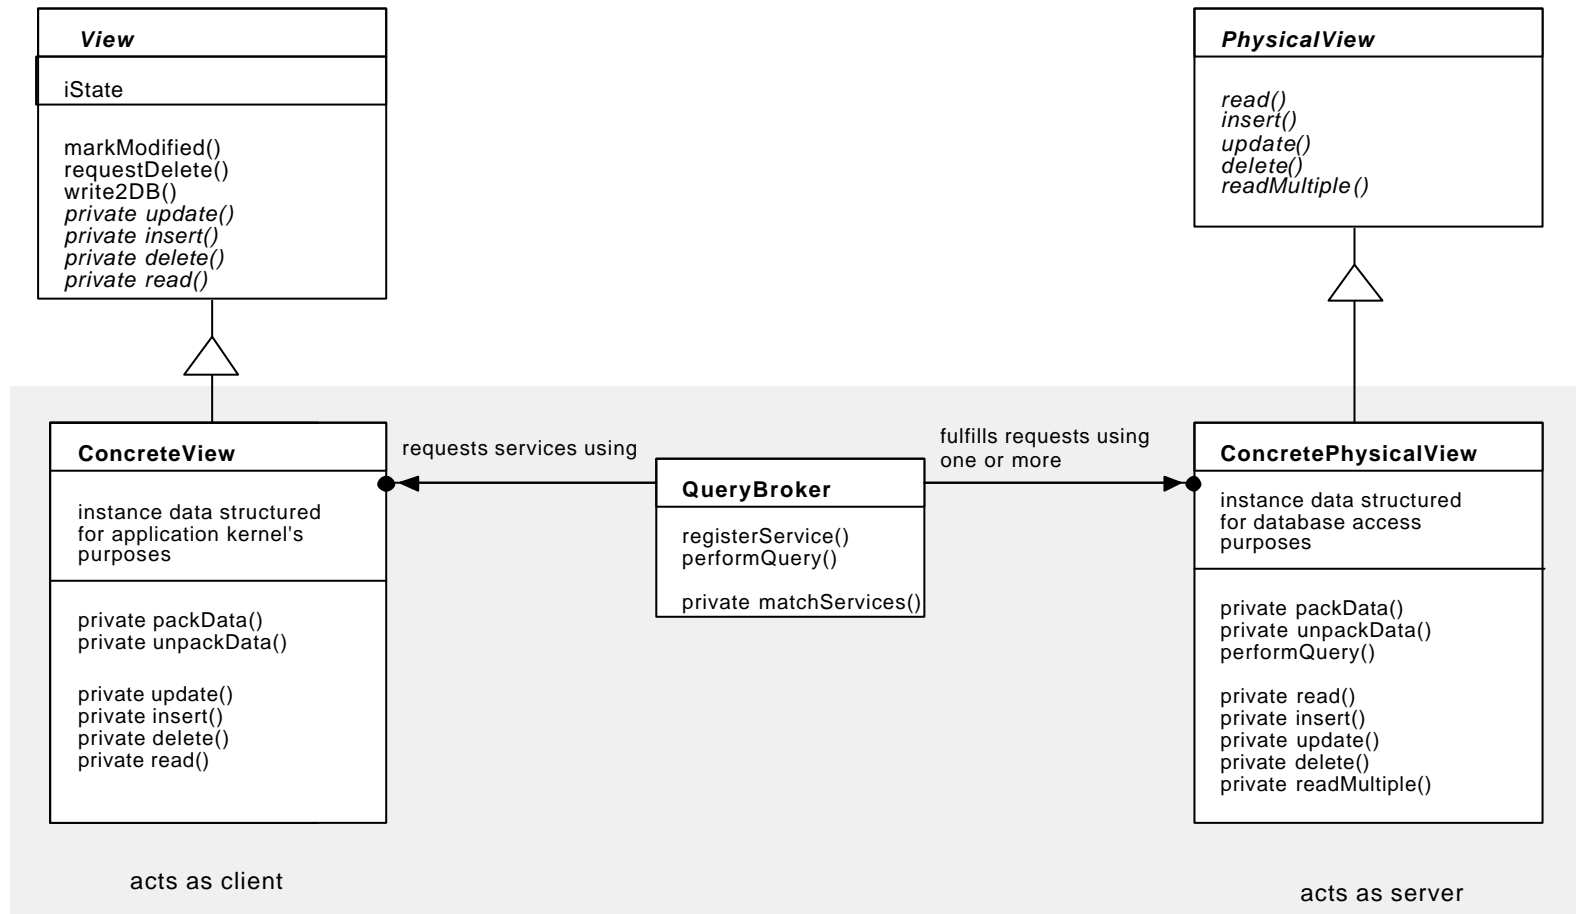 View
iState
markModified()
requestDelete()
write2DB()
private update()
private insert()
private delete()
private read()
PhysicalView
read()
insert()
update()
delete()
readMultiple()
ConcreteView
instance data structured
for application kernel's
purposes
private packData()
private unpackData()
private update()
private insert()
private delete()
private read()
requests services using
QueryBroker
registerService()
performQuery()
private matchServices()
fulfills requests using
one or more
ConcretePhysicalView
instance data structured
for database access
purposes
private packData()
private unpackData()
performQuery()
private read()
private insert()
private update()
private delete()
private readMultiple()
acts as client
acts as server